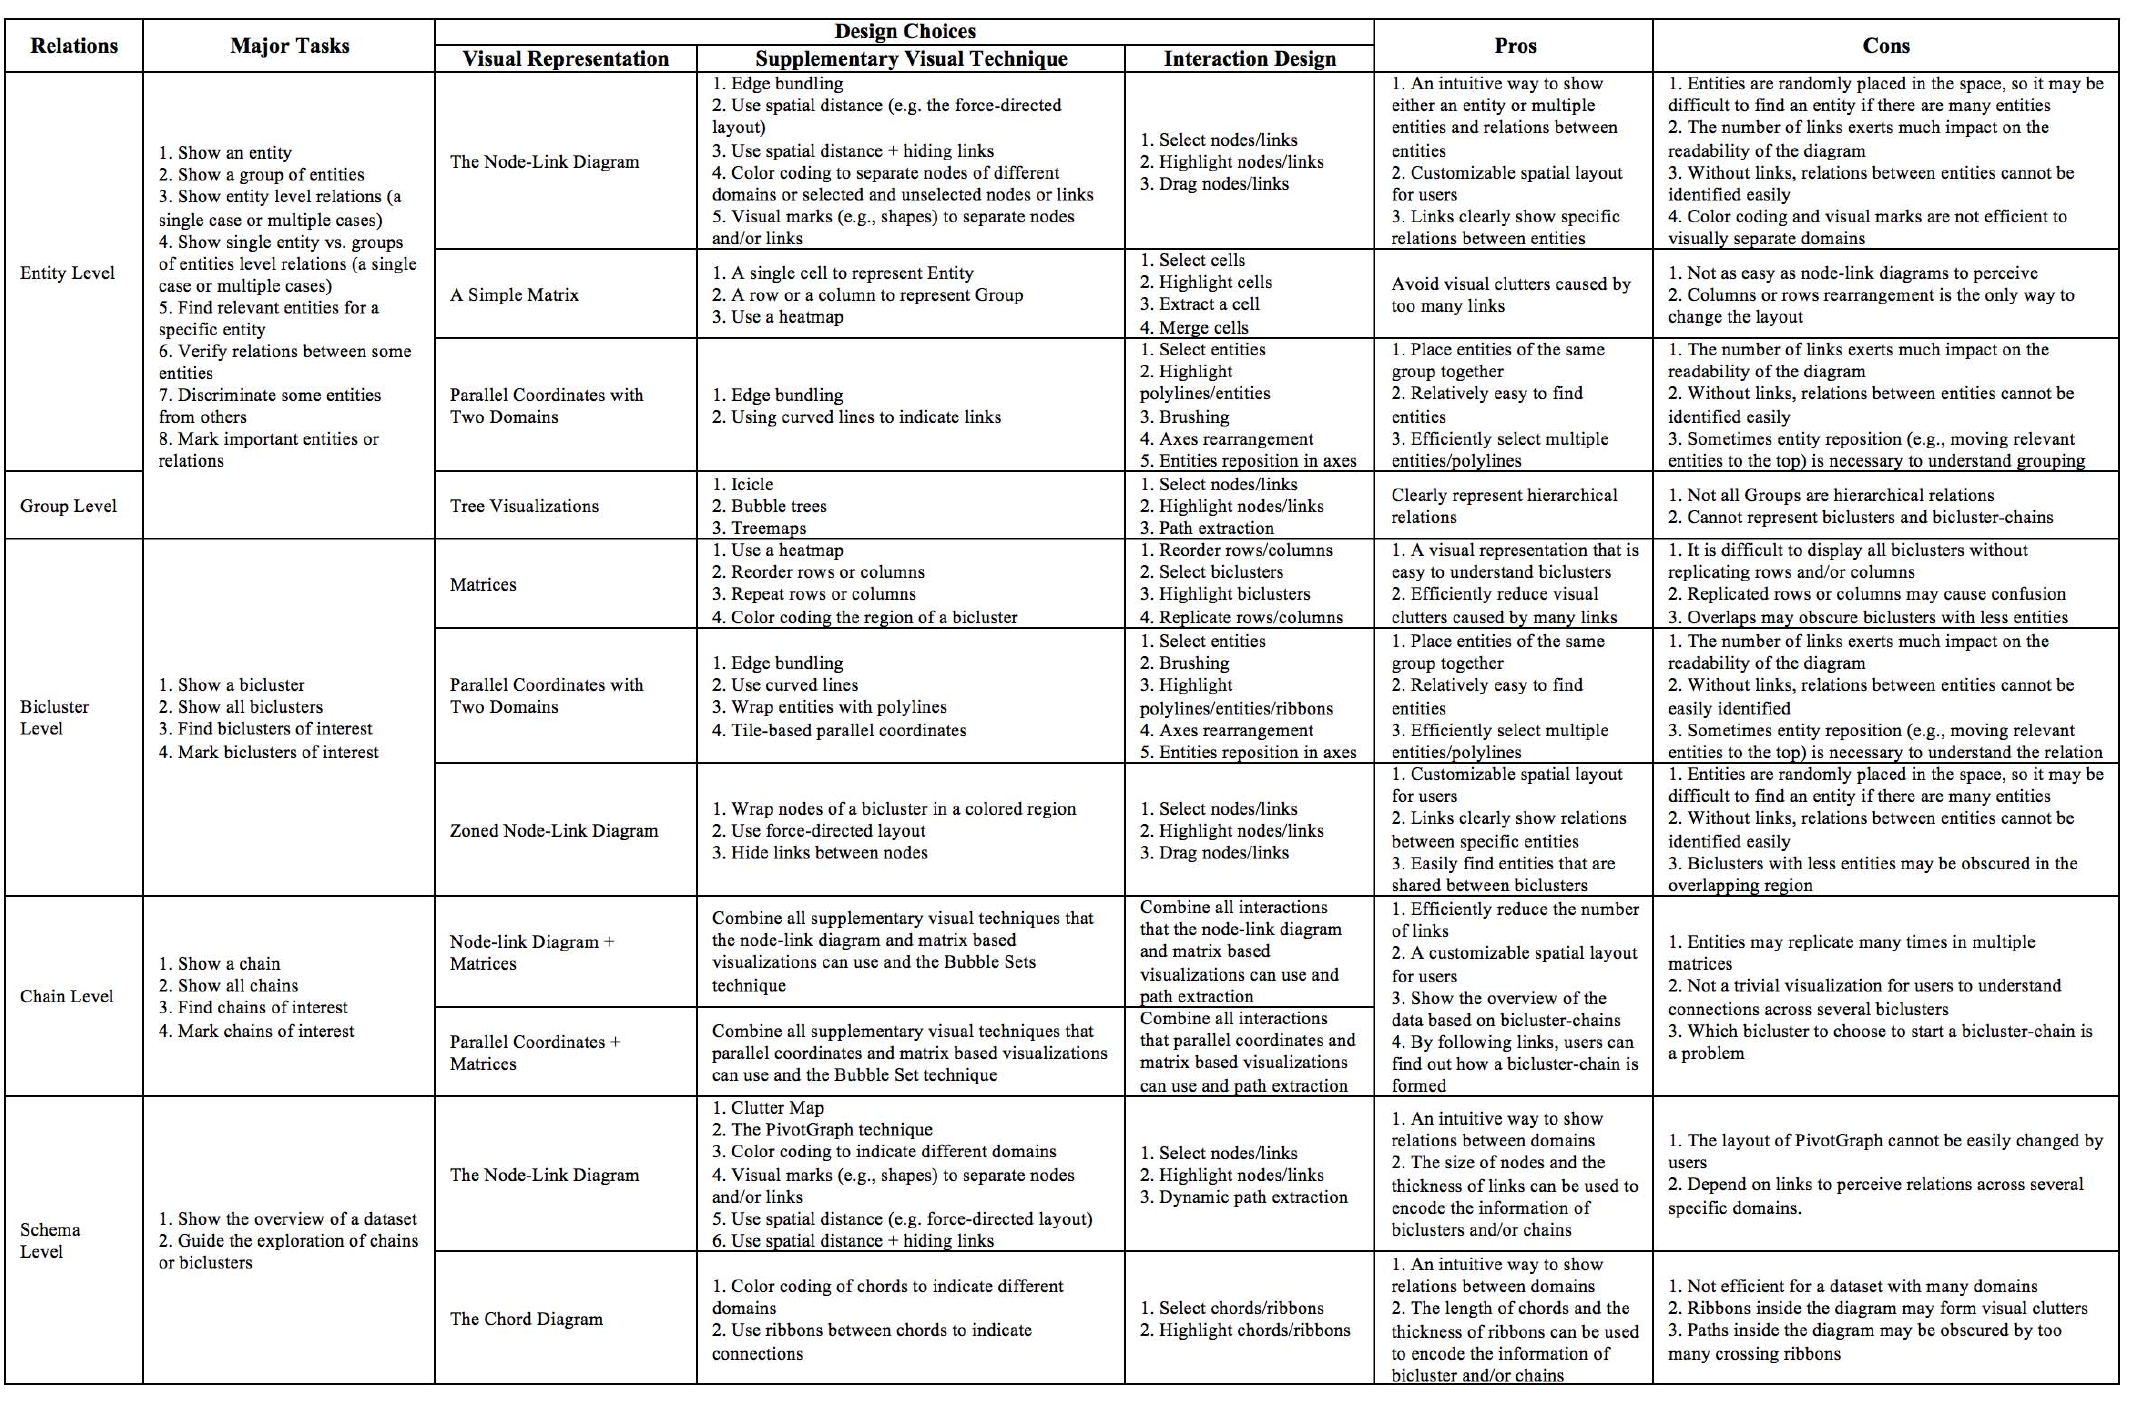 Relations
Major Tasks
Design Choices
Visual Representation
Supplementary Visual Technique
Interaction Design
Pros
Cons
Entity Level
1. Show an entity
2. Show a group of entities
3. Show entity level relations (a
single case or multiple cases)
4. Show single entity vs. groups
of entities level relations (a single
case or multiple cases)
5. Find relevant entities for a
specific entity
6. Verify relations between some
entities
7. Discriminate some entities
from others
8. Mark important entities or
relations
The Node-Link Diagram
1. Edge bundling
2. Use spatial distance (e.g. the force-directed
layout)
3. Use spatial distance + hiding links
4. Color coding to separate nodes of different
domains or selected and unselected nodes or links
5. Visual marks (e.g., shapes) to separate nodes
and/or links
1. Select nodes/links
2. Highlight nodes/links
3. Drag nodes/links
1. An intuitive way to show
either an entity or multiple
entities and relations between
entities
2. Customizable spatial layout
for users
3. Links clearly show specific
relations between entities
1. Entities are randomly placed in the space, so it may be
difficult to find an entity if there are many entities
2. The number of links exerts much impact on the
readability of the diagram
3. Without links, relations between entities cannot be
identified easily
4. Color coding and visual marks are not efficient to
visually separate domains
A Simple Matrix
1. A single cell to represent Entity
2. A row or a column to represent Group
3. Use a heatmap
1. Select cells
2. Highlight cells
3. Extract a cell
4. Merge cells
Avoid visual clutters caused by
too many links
1. Not as easy as node-link diagrams to perceive
2. Columns or rows rearrangement is the only way to
change the layout
Parallel Coordinates with
Two Domains
1. Edge bundling
2. Using curved lines to indicate links
1. Select entities
2. Highlight
polylines/entities
3. Brushing
4. Axes rearrangement
5. Entities reposition in axes
1. Place entities of the same
group together
2. Relatively easy to find
entities
3. Efficiently select multiple
entities/polylines
1. The number of links exerts much impact on the
readability of the diagram
2. Without links, relations between entities cannot be
identified easily
3. Sometimes entity reposition (e.g., moving relevant
entities to the top) is necessary to understand grouping
Group Level
Tree Visualizations
1. Icicle
2. Bubble trees
3. Treemaps
1. Select nodes/links
2. Highlight nodes/links
3. Path extraction
Clearly represent hierarchical
relations
1. Not all Groups are hierarchical relations
2. Cannot represent biclusters and bicluster-chains
Bicluster
Level
1. Show a bicluster
2. Show all biclusters
3. Find biclusters of interest
4. Mark biclusters of interest
Matrices
1. Use a heatmap
2. Reorder rows or columns
3. Repeat rows or columns
4. Color coding the region of a bicluster
1. Reorder rows/columns
2. Select biclusters
3. Highlight biclusters
4. Replicate rows/columns
1. A visual representation that is
easy to understand biclusters
2. Efficiently reduce visual
clutters caused by many links
1. It is difficult to display all biclusters without
replicating rows and/or columns
2. Replicated rows or columns may cause confusion
3. Overlaps may obscure biclusters with less entities
Parallel Coordinates with
Two Domains
1. Edge bundling
2. Use curved lines
3. Wrap entities with polylines
4. Tile-based parallel coordinates
1. Select entities
2. Brushing
3. Highlight
polylines/entities/ribbons
4. Axes rearrangement
5. Entities reposition in axes
1. Place entities of the same
group together
2. Relatively easy to find
entities
3. Efficiently select multiple
entities/polylines
1. The number of links exerts much impact on the
readability of the diagram
2. Without links, relations between entities cannot be
easily identified
3. Sometimes entity reposition (e.g., moving relevant
entities to the top) is necessary to understand the relation
Zoned Node-Link Diagram
1. Wrap nodes of a bicluster in a colored region
2. Use force-directed layout
3. Hide links between nodes
1. Select nodes/links
2. Highlight nodes/links
3. Drag nodes/links
1. Customizable spatial layout
for users
2. Links clearly show relations
between specific entities
3. Easily find entities that are
shared between biclusters
1. Entities are randomly placed in the space, so it may be
difficult to find an entity if there are many entities
2. Without links, relations between entities cannot be
identified easily
3. Biclusters with less entities may be obscured in the
overlapping region
Chain Level
1. Show a chain
2. Show all chains
3. Find chains of interest
4. Mark chains of interest
Node-link Diagram +
Matrices
Combine all supplementary visual techniques that
the node-link diagram and matrix based
visualizations can use and the Bubble Sets
technique
Combine all interactions
that the node-link diagram
and matrix based
visualizations can use and
path extraction
1. Efficiently reduce the number
of links
2. A customizable spatial layout
for users
3. Show the overview of the
data based on bicluster-chains
4. By following links, users can
find out how a bicluster-chain is
formed
1. Entities may replicate many times in multiple
matrices
2. Not a trivial visualization for users to understand
connections across several biclusters
3. Which bicluster to choose to start a bicluster-chain is
a problem
Parallel Coordinates +
Matrices
Combine all supplementary visual techniques that
parallel coordinates and matrix based visualizations
can use and the Bubble Set technique
Combine all interactions
that parallel coordinates and
matrix based visualizations
can use and path extraction
Schema
Level
1. Show the overview of a dataset
2. Guide the exploration of chains
or biclusters
The Node-Link Diagram
1. Clutter Map
2. The PivotGraph technique
3. Color coding to indicate different domains
4. Visual marks (e.g., shapes) to separate nodes
and/or links
5. Use spatial distance (e.g. force-directed layout)
6. Use spatial distance + hiding links
1. Select nodes/links
2. Highlight nodes/links
3. Dynamic path extraction
1. An intuitive way to show
relations between domains
2. The size of nodes and the
thickness of links can be used to
encode the information of
biclusters and/or chains
1. The layout of PivotGraph cannot be easily changed by
users
2. Depend on links to perceive relations across several
specific domains.
The Chord Diagram
1. Color coding of chords to indicate different
domains
2. Use ribbons between chords to indicate
connections
1. Select chords/ribbons
2. Highlight chords/ribbons
1. An intuitive way to show
relations between domains
2. The length of chords and the
thickness of ribbons can be used
to encode the information of
bicluster and/or chains
1. Not efficient for a dataset with many domains
2. Ribbons inside the diagram may form visual clutters
3. Paths inside the diagram may be obscured by too
many crossing ribbons